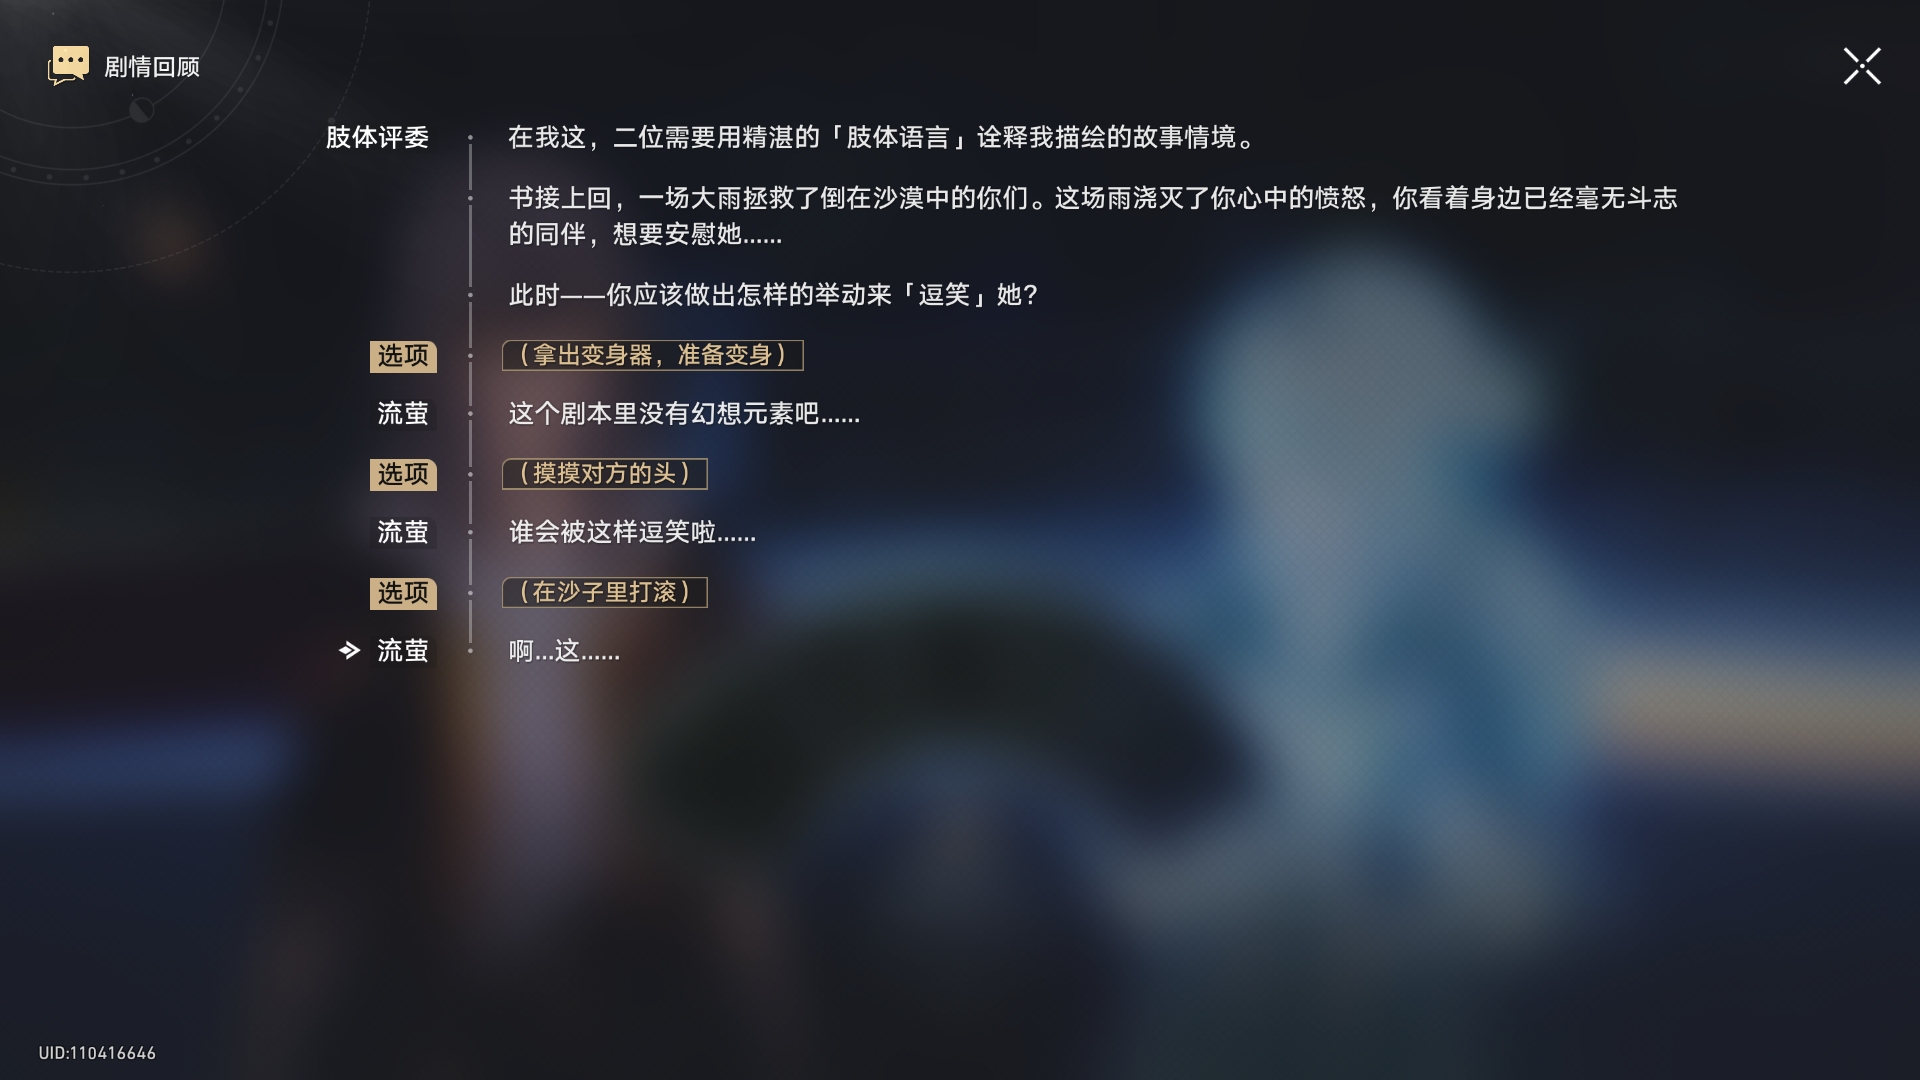 剧情回顾
肢体评委
在我这，二位需要用精湛的「肢体语言」诠释我描绘的故事情境。
书接上回，一场大雨拯救了倒在沙漠中的你们。这场雨浇灭了你心中的愤怒，你看着身边已经毫无斗志
的同伴，想要安慰她……
此时——你应该做出怎样的举动来「逗笑」她？
选项
（拿出变身器，准备变身）
流萤
这个剧本里没有幻想元素吧……
选项
（摸摸对方的头）
流萤
谁会被这样逗笑啦……
选项
（在沙子里打滚）
流萤
啊…这……
UID:110416646